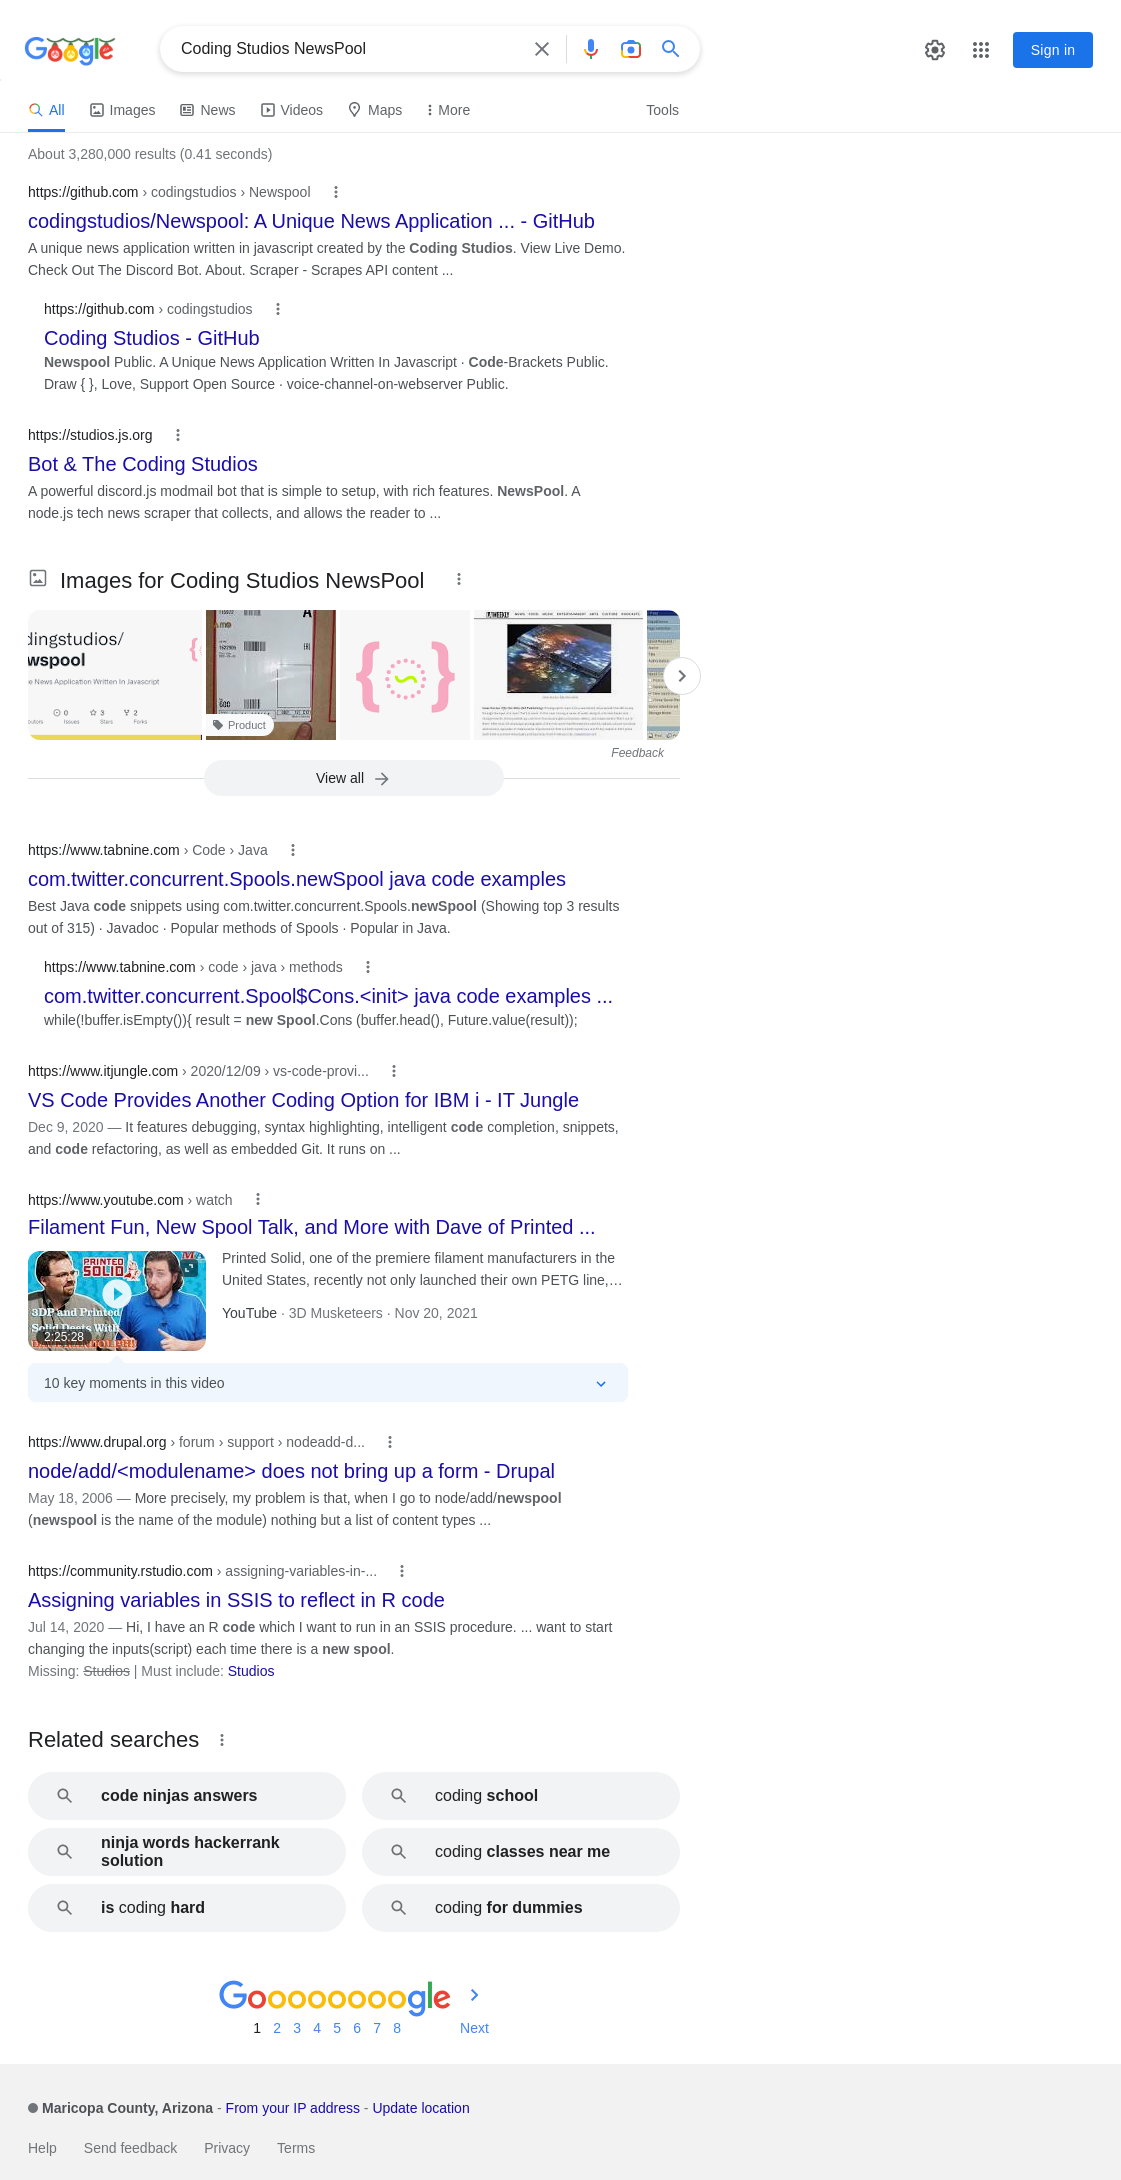 Google
Coding Studios NewsPool
Sign in
All
Images
News
Videos
Maps
More
Tools
About 3,280,000 results (0.41 seconds)
https://github.com › codingstudios › Newspool
codingstudios/Newspool: A Unique News Application ... - GitHub
A unique news application written in javascript created by the Coding Studios. View Live Demo.
Check Out The Discord Bot. About. Scraper - Scrapes API content ...
https://github.com › codingstudios
Coding Studios - GitHub
Newspool Public. A Unique News Application Written In Javascript · Code-Brackets Public.
Draw { }, Love, Support Open Source · voice-channel-on-webserver Public.
https://studios.js.org
Bot & The Coding Studios
A powerful discord.js modmail bot that is simple to setup, with rich features. NewsPool. A
node.js tech news scraper that collects, and allows the reader to ...
Images for Coding Studios NewsPool
dingstudios/
wspool
e News Application Written In Javascript
Product
Feedback
View all
https://www.tabnine.com › Code › Java
com.twitter.concurrent.Spools.newSpool java code examples
Best Java code snippets using com.twitter.concurrent.Spools.newSpool (Showing top 3 results
out of 315) · Javadoc · Popular methods of Spools · Popular in Java.
https://www.tabnine.com › code › java › methods
com.twitter.concurrent.Spool$Cons.<init> java code examples ...
while(!buffer.isEmpty()){ result = new Spool.Cons (buffer.head(), Future.value(result));
https://www.itjungle.com › 2020/12/09 › vs-code-provi...
VS Code Provides Another Coding Option for IBM i - IT Jungle
Dec 9, 2020 — It features debugging, syntax highlighting, intelligent code completion, snippets,
and code refactoring, as well as embedded Git. It runs on ...
https://www.youtube.com › watch
Filament Fun, New Spool Talk, and More with Dave of Printed ...
PRINTED
SOLID
3DP and Printed
Solid Deets With
2:25:28
Printed Solid, one of the premiere filament manufacturers in the
United States, recently not only launched their own PETG line,…
YouTube · 3D Musketeers · Nov 20, 2021
10 key moments in this video
https://www.drupal.org › forum › support › nodeadd-d...
node/add/<modulename> does not bring up a form - Drupal
May 18, 2006 — More precisely, my problem is that, when I go to node/add/newspool
(newspool is the name of the module) nothing but a list of content types ...
https://community.rstudio.com › assigning-variables-in-...
Assigning variables in SSIS to reflect in R code
Jul 14, 2020 — Hi, I have an R code which I want to run in an SSIS procedure. ... want to start
changing the inputs(script) each time there is a new spool.
Missing: Studios | Must include: Studios
Related searches
code ninjas answers
coding school
ninja words hackerrank
solution
coding classes near me
is coding hard
coding for dummies
Goooooooogle
1 2 3 4 5 6 7 8 Next
Maricopa County, Arizona - From your IP address - Update location
Help
Send feedback
Privacy
Terms